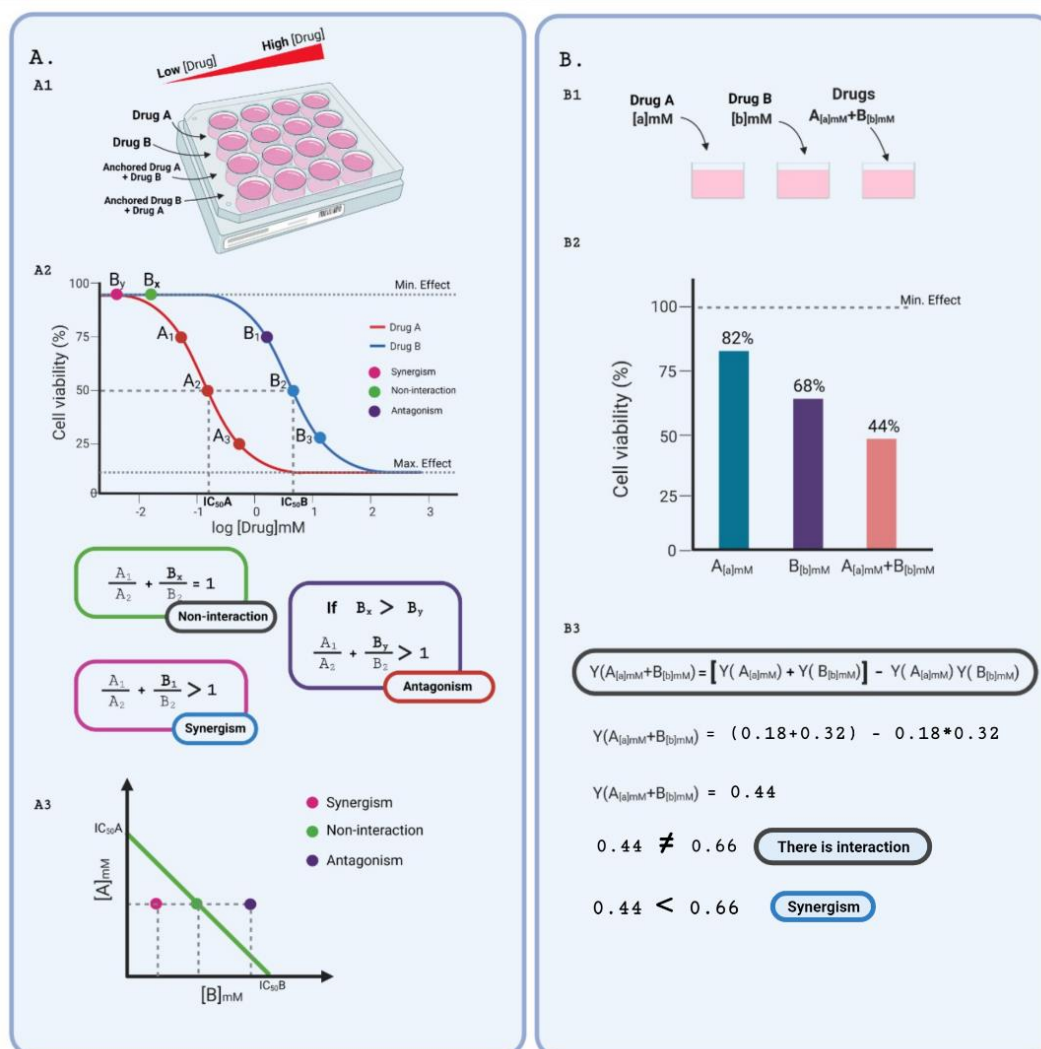 A.
A1
Low [Drug]
High [Drug]
Drug A
Drug B
Anchored Drug A
+ Drug B
Anchored Drug B
+ Drug A
A2
Cell viability (%)
100
75
50
25
0
By
Bx
A1
A2
A3
B1
B2
B3
Min. Effect
Drug A
Drug B
Synergism
Non-interaction
Antagonism
Max. Effect
IC50A
IC50B
-2
-1
0
1
2
3
log [Drug]mM
A1/A2 + Bx/B2 = 1
Non-interaction
If Bx > By
A1/A2 + By/B2 > 1
Antagonism
A1/A2 + B1/B2 > 1
Synergism
A3
IC50A
[A]mM
[B]mM
IC50B
Synergism
Non-interaction
Antagonism
B.
B1
Drug A
[a]mM
Drug B
[b]mM
Drugs
A[a]mM+B[b]mM
B2
Cell viability (%)
100
75
50
25
0
Min. Effect
82%
68%
44%
A[a]mM
B[b]mM
A[a]mM+B[b]mM
B3
Y(A[a]mM+B[b]mM) = [Y( A[a]mM) + Y( B[b]mM)] - Y( A[a]mM) Y( B[b]mM)
Y(A[a]mM+B[b]mM) = (0.18+0.32) - 0.18*0.32
Y(A[a]mM+B[b]mM) = 0.44
0.44 ≠ 0.66 There is interaction
0.44 < 0.66 Synergism